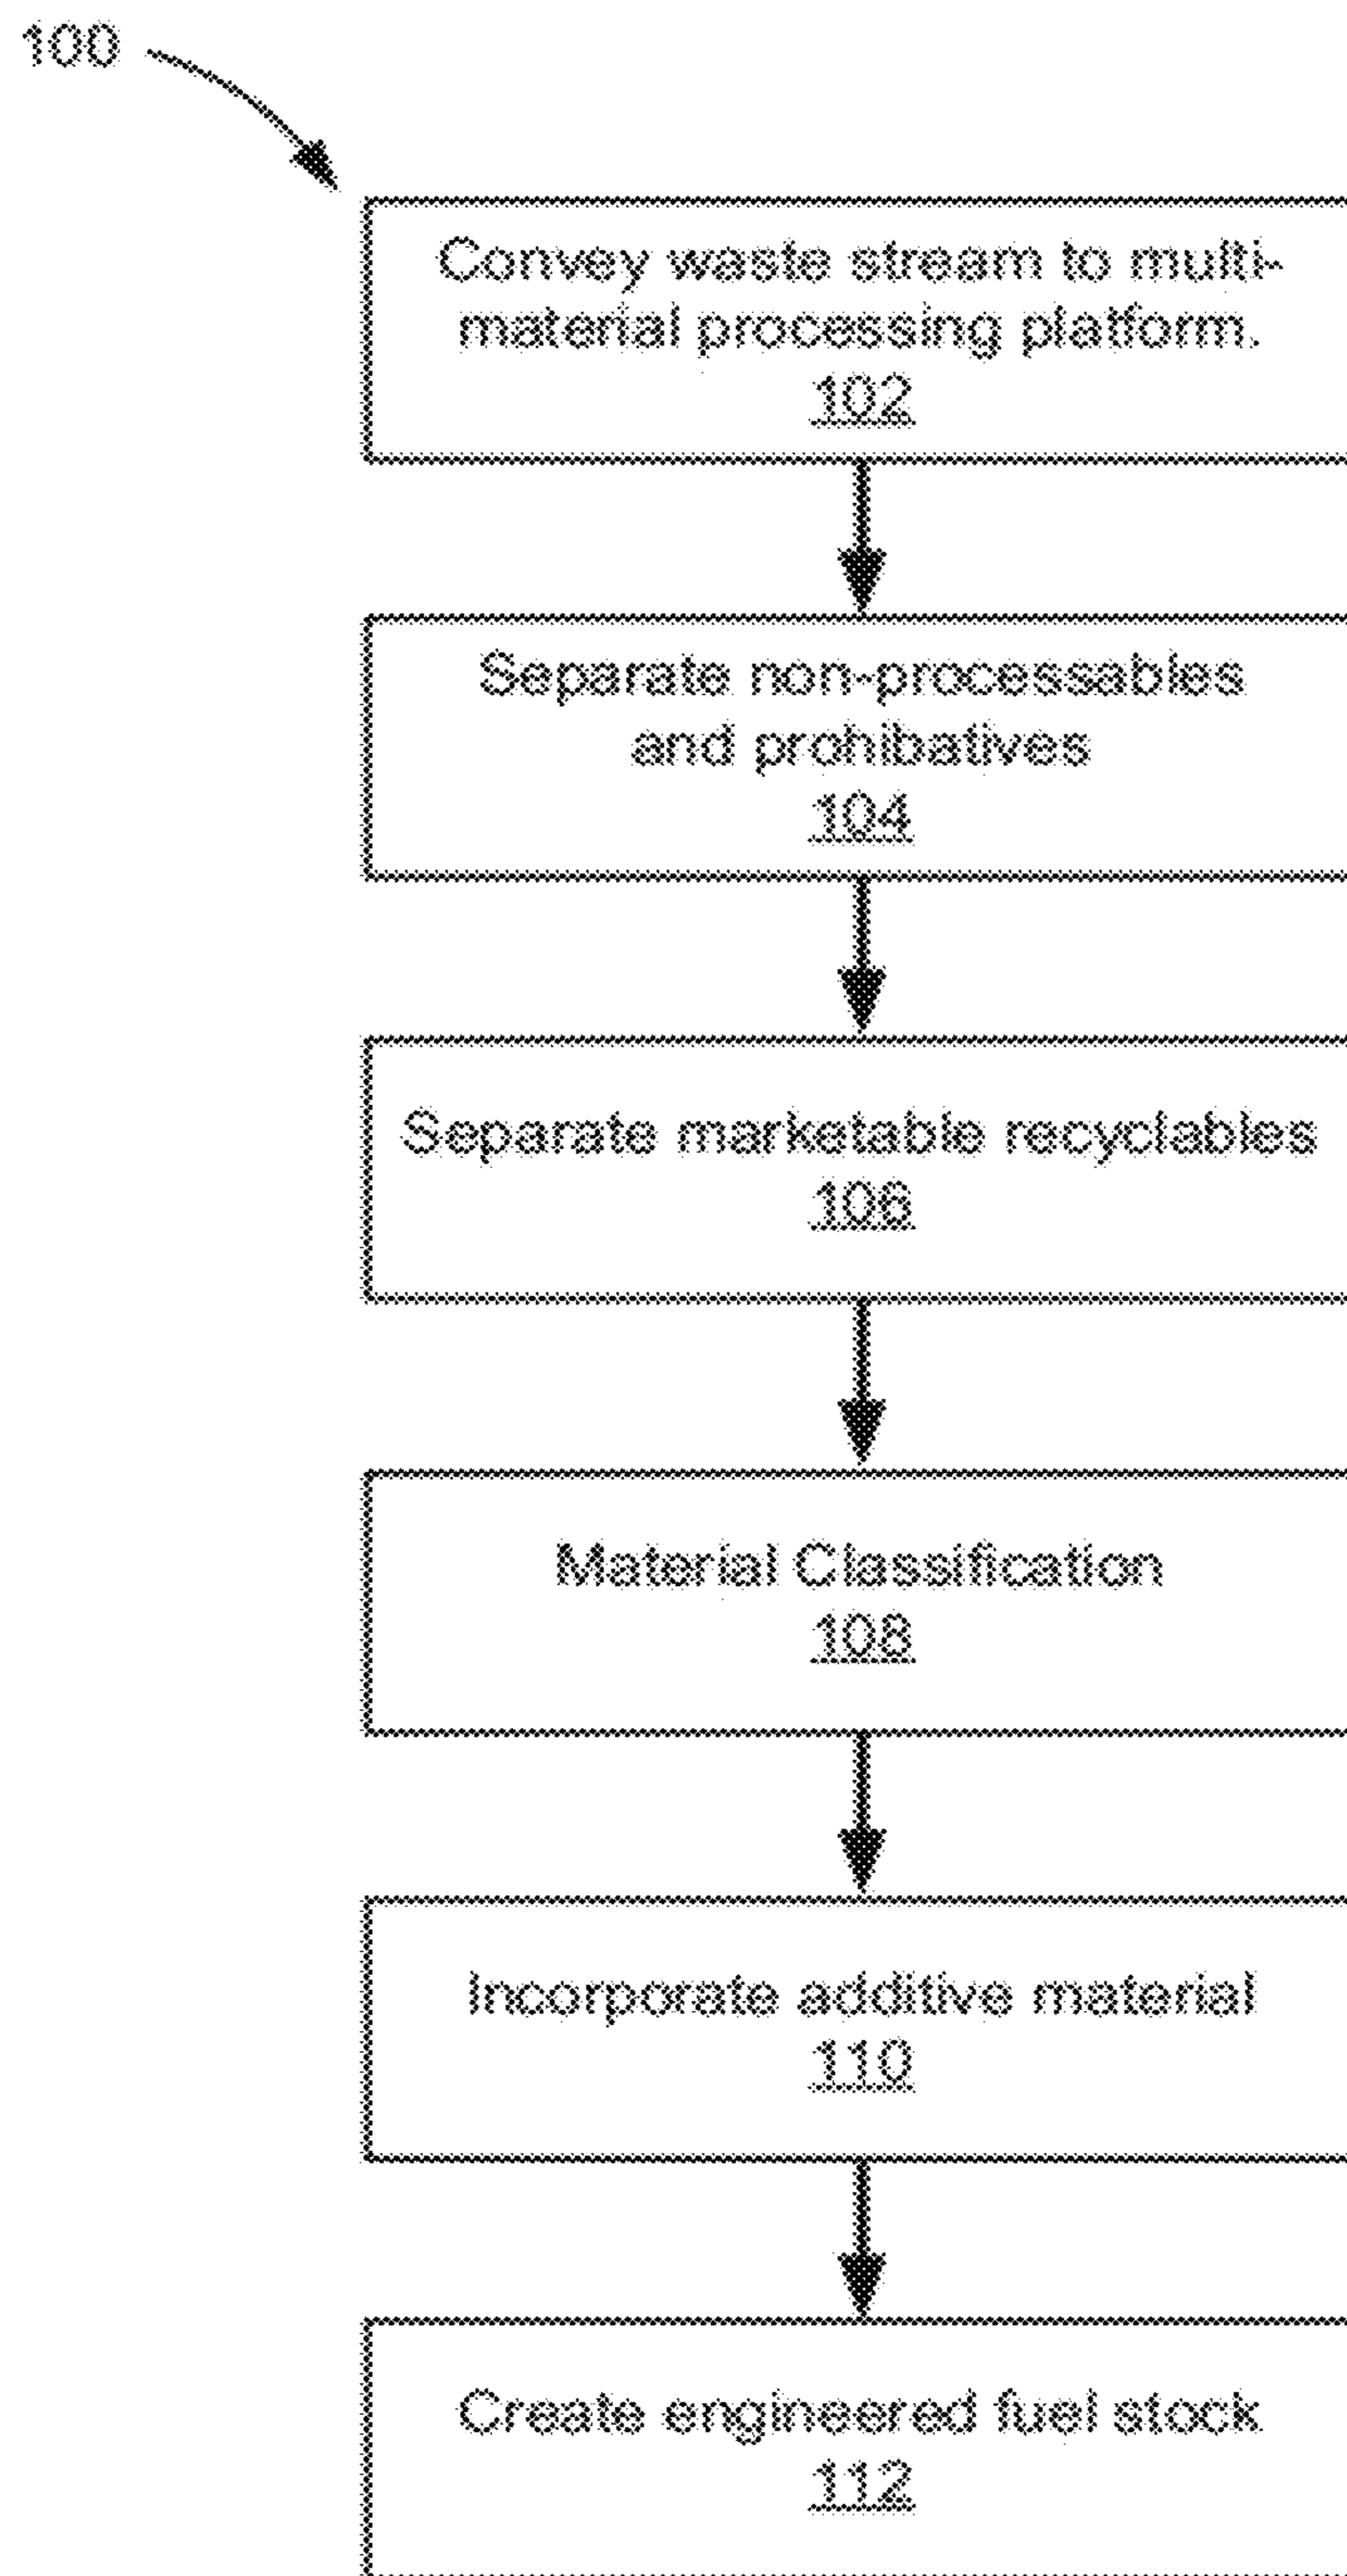 100
Convey waste stream to multi-
material processing platform.
102
Separate non-processables
and prohibatives
104
Separate marketable recyclables
106
Material Classification
108
Incorporate additive material
110
Create engineered fuel stock
112